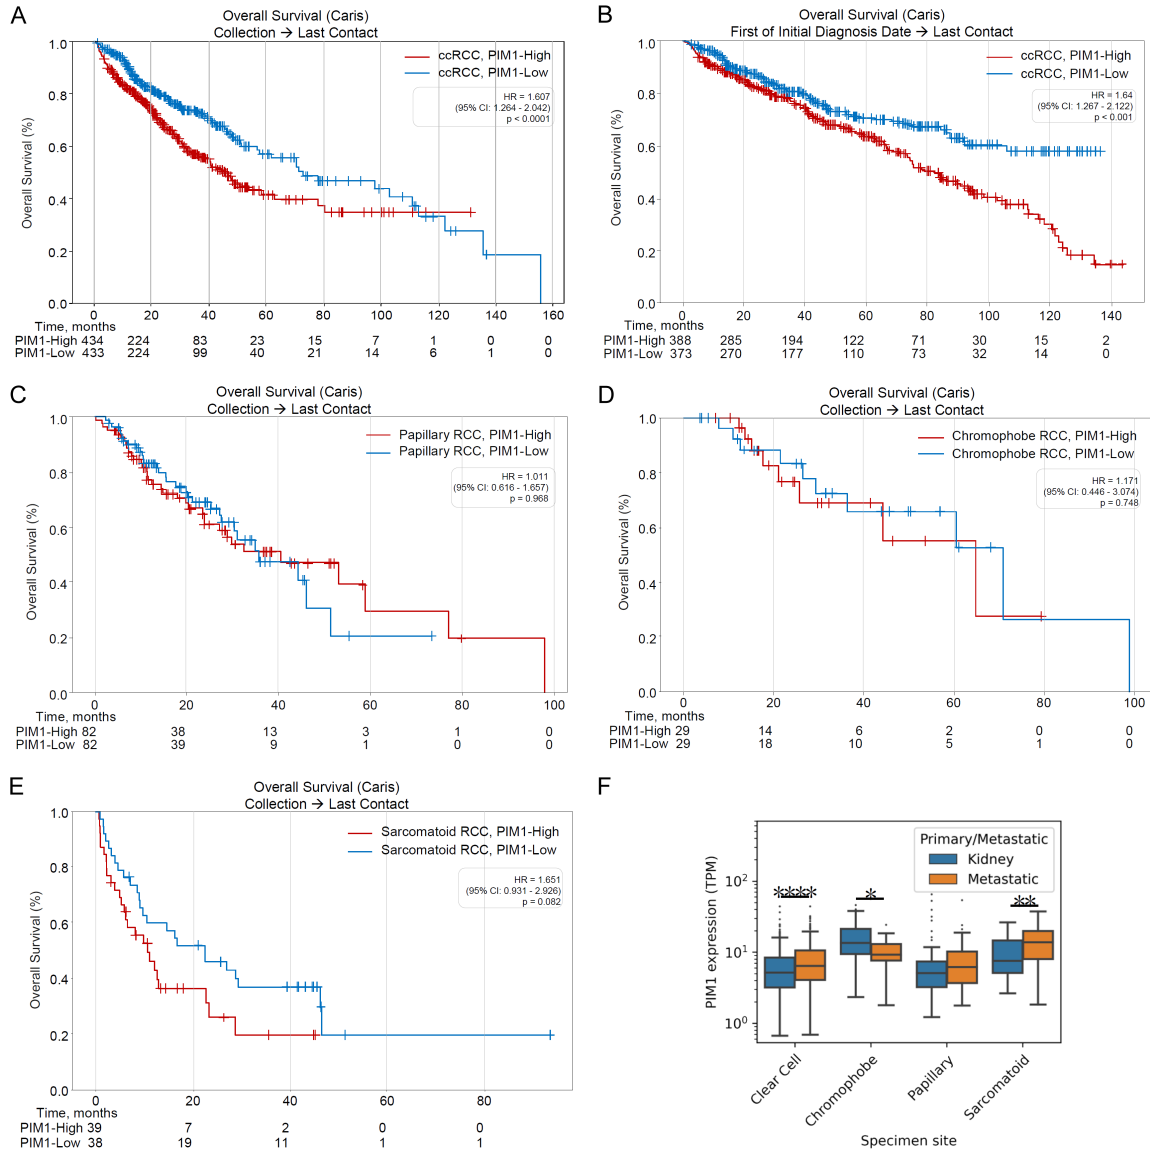 A
Overall Survival (Caris)
Collection → Last Contact
ccRCC, PIM1-High
ccRCC, PIM1-Low
HR = 1.607
(95% CI: 1.264 - 2.042)
p < 0.0001
Overall Survival (%)
1.0
0.8
0.6
0.4
0.2
0.0
0 20 40 60 80 100 120 140 160
Time, months
PIM1-High 434 224 83 23 15 7 1 0 0
PIM1-Low 433 224 99 40 21 14 6 1 0
B
Overall Survival (Caris)
First of Initial Diagnosis Date → Last Contact
ccRCC, PIM1-High
ccRCC, PIM1-Low
HR = 1.64
(95% CI: 1.267 - 2.122)
p < 0.001
Overall Survival (%)
1.0
0.8
0.6
0.4
0.2
0.0
0 20 40 60 80 100 120 140
Time, months
PIM1-High 388 285 194 122 71 30 15 2
PIM1-Low 373 270 177 110 73 32 14 0
C
Overall Survival (Caris)
Collection → Last Contact
Papillary RCC, PIM1-High
Papillary RCC, PIM1-Low
HR = 1.011
(95% CI: 0.616 - 1.657)
p = 0.968
Overall Survival (%)
1.0
0.8
0.6
0.4
0.2
0.0
0 20 40 60 80 100
Time, months
PIM1-High 82 38 13 3 1 0
PIM1-Low 82 39 9 1 0 0
D
Overall Survival (Caris)
Collection → Last Contact
Chromophobe RCC, PIM1-High
Chromophobe RCC, PIM1-Low
HR = 1.171
(95% CI: 0.446 - 3.074)
p = 0.748
Overall Survival (%)
1.0
0.8
0.6
0.4
0.2
0.0
0 20 40 60 80 100
Time, months
PIM1-High 29 14 6 2 0 0
PIM1-Low 29 18 10 5 1 0
E
Overall Survival (Caris)
Collection → Last Contact
Sarcomatoid RCC, PIM1-High
Sarcomatoid RCC, PIM1-Low
HR = 1.651
(95% CI: 0.931 - 2.926)
p = 0.082
Overall Survival (%)
1.0
0.8
0.6
0.4
0.2
0.0
0 20 40 60 80
Time, months
PIM1-High 39 7 2 0 0
PIM1-Low 38 19 11 1 1
F
Primary/Metastatic
Kidney
Metastatic
**** * **
PIM1 expression (TPM)
10²
10¹
10⁰
Clear Cell
Chromophobe
Papillary
Sarcomatoid
Specimen site